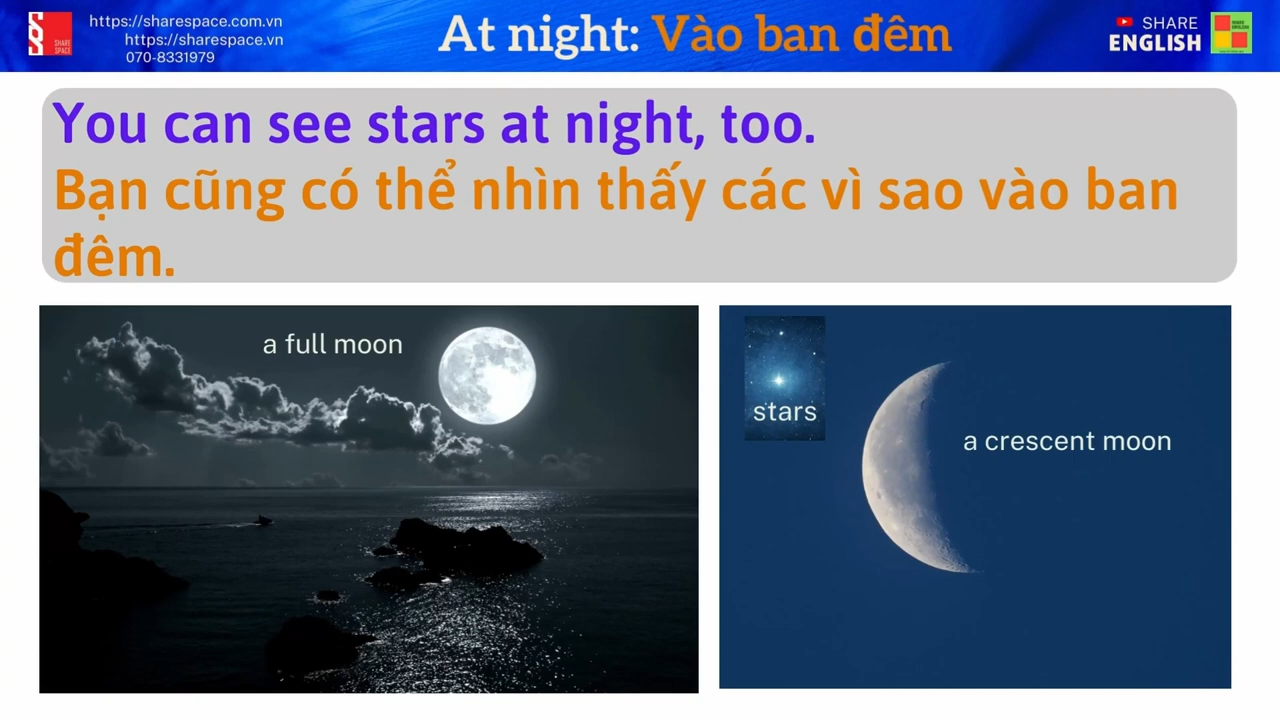 https://sharespace.com.vn
https://sharespace.vn
070-8331979
SHARE
SPACE
At night: Vào ban đêm
SHARE
ENGLISH
You can see stars at night, too.
Bạn cũng có thể nhìn thấy các vì sao vào ban
đêm.
a full moon
stars
a crescent moon